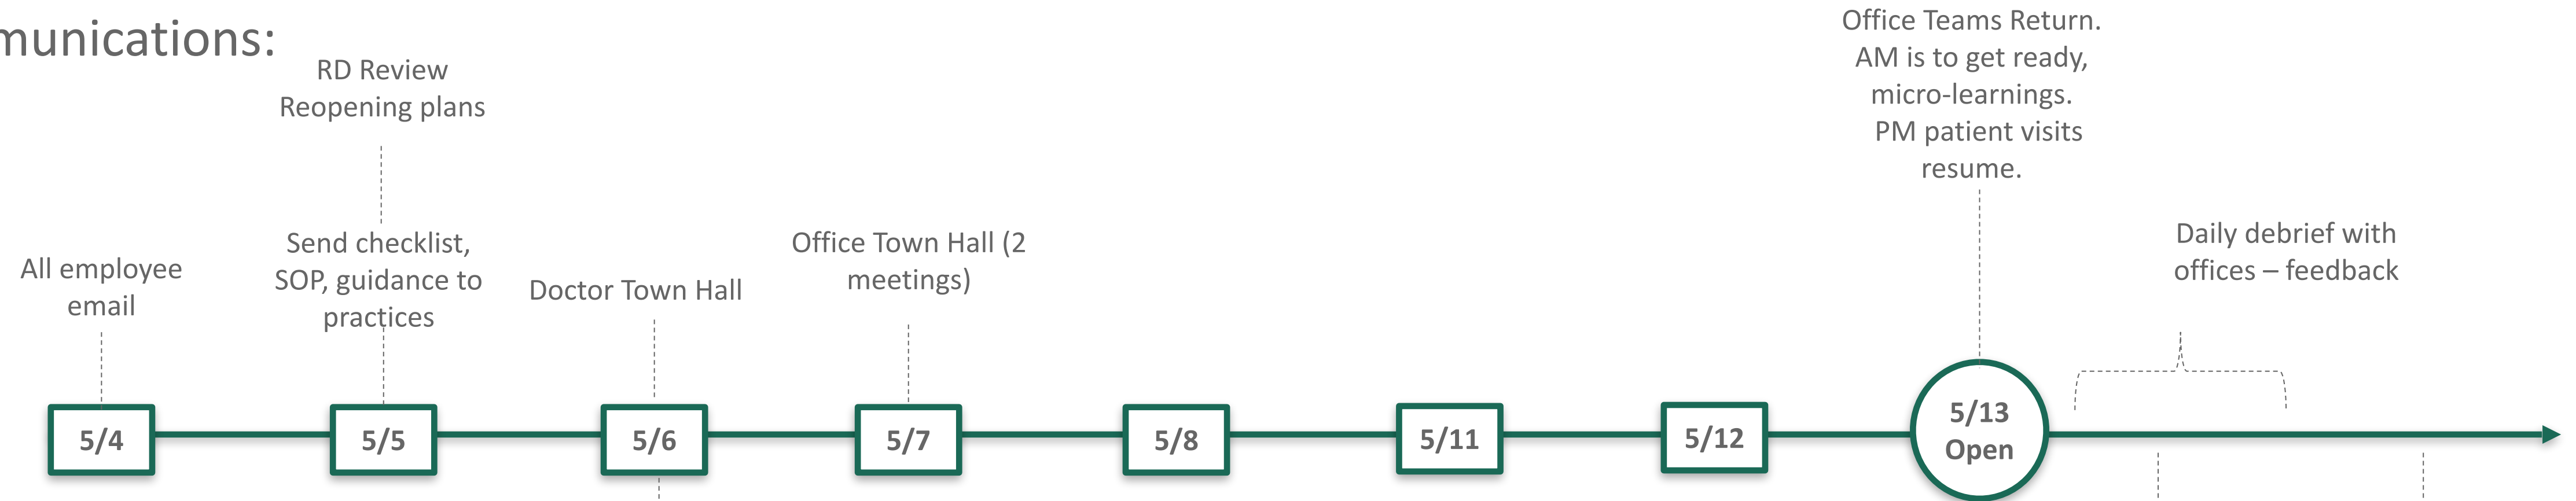 munications:
RD Review
Reopening plans
Office Teams Return.
AM is to get ready,
micro-learnings.
PM patient visits
resume.
All employee
email
Send checklist,
SOP, guidance to
practices
Doctor Town Hall
Office Town Hall (2
meetings)
Daily debrief with
offices – feedback
5/4
5/5
5/6
5/7
5/8
5/11
5/12
5/13
Open